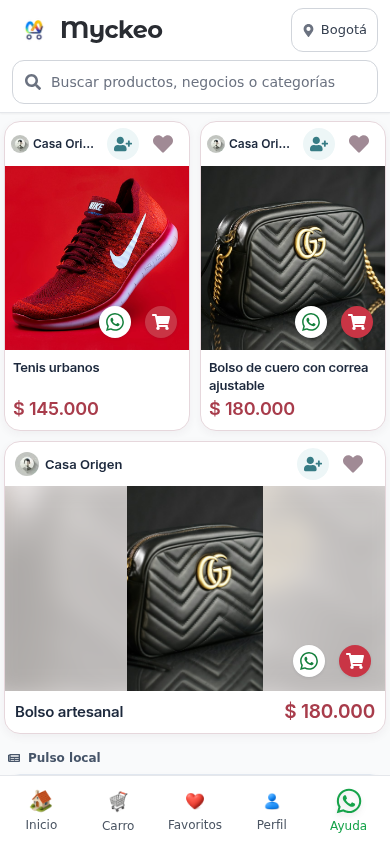 Myckeo
Bogotá
Buscar productos, negocios o categorías
Casa Ori...
Casa Ori...
Tenis urbanos
$ 145.000
Bolso de cuero con correa
ajustable
$ 180.000
Casa Origen
Bolso artesanal
$ 180.000
Pulso local
Inicio
Carro
Favoritos
Perfil
Ayuda